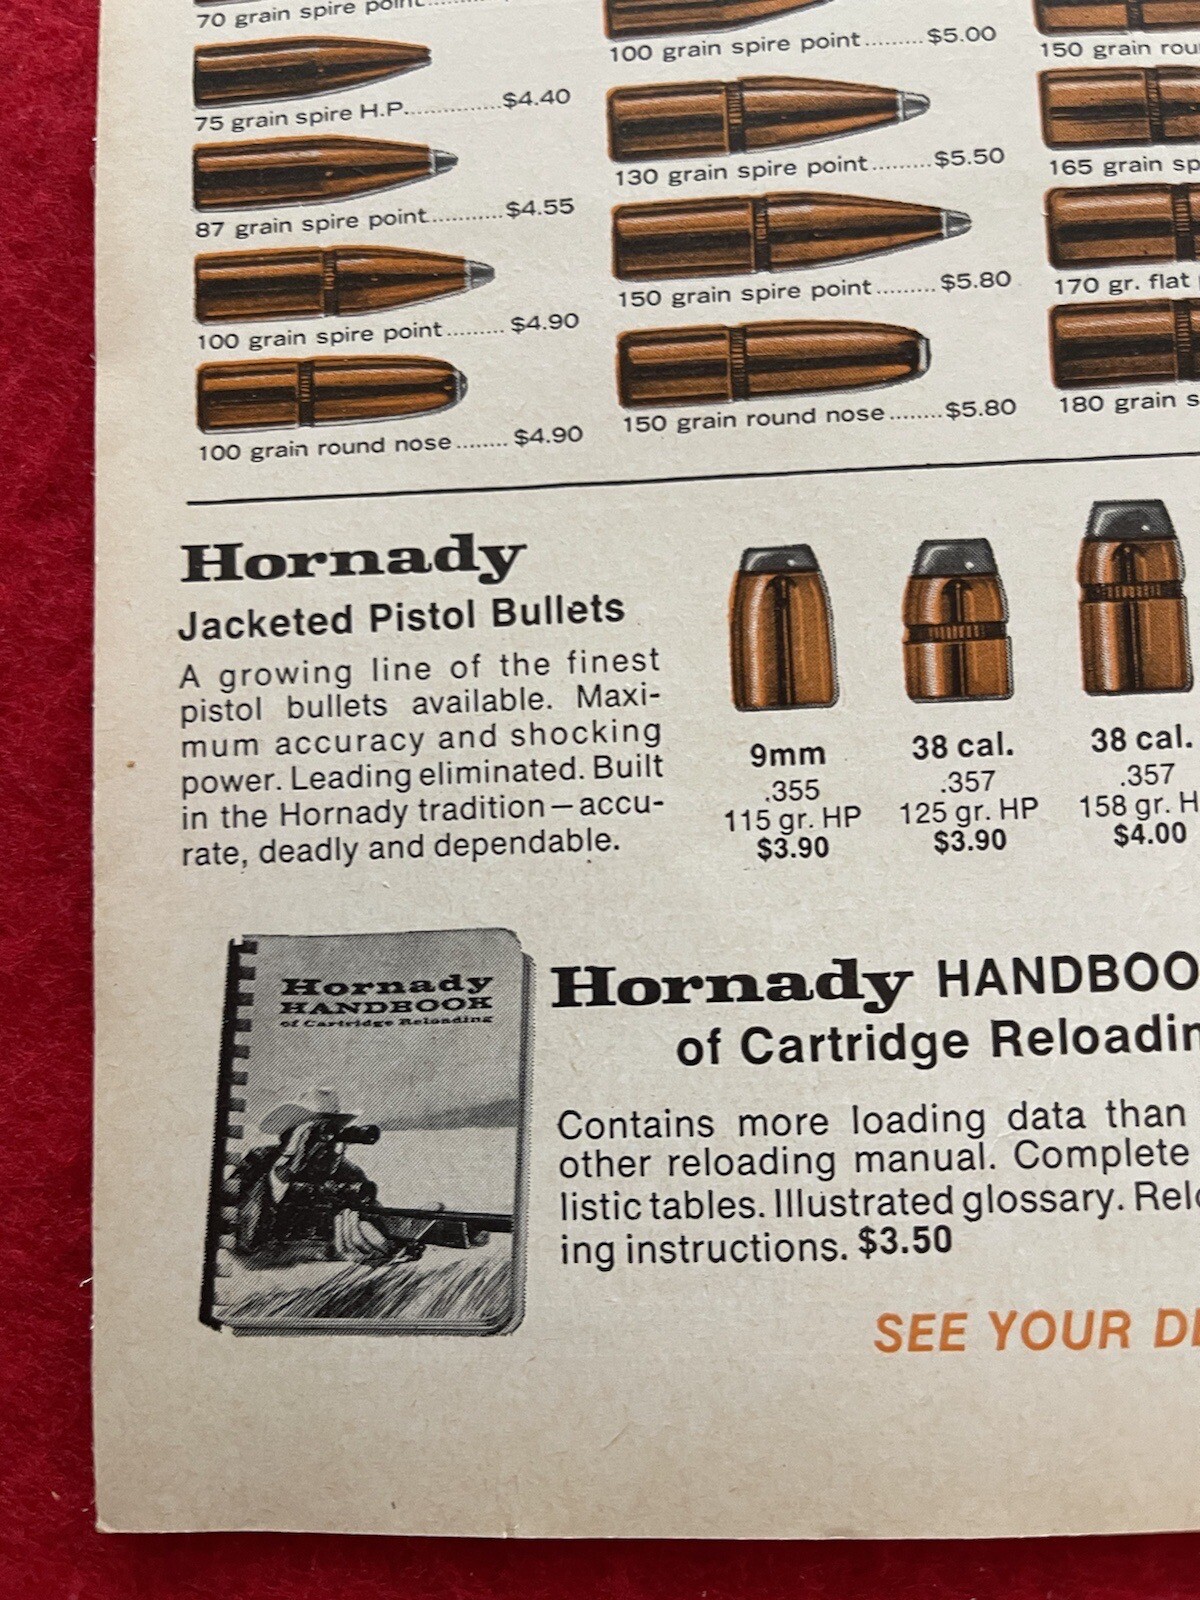 70 grain spire point
75 grain spire H.P..............$4.40
87 grain spire point...........$4.55
100 grain spire point......... $4.90
100 grain round nose........ $4.90
100 grain spire point.........$5.00
130 grain spire point.........$5.50
150 grain spire point.........$5.80
150 grain round nose........$5.80
150 grain rou
165 grain sp
170 gr. flat
180 grain s
Hornady
Jacketed Pistol Bullets
A growing line of the finest
pistol bullets available. Maxi-
mum accuracy and shocking
power. Leading eliminated. Built
in the Hornady tradition—accu-
rate, deadly and dependable.
9mm
.355
115 gr. HP
$3.90
38 cal.
.357
125 gr. HP
$3.90
38 cal.
.357
158 gr. H
$4.00
Hornady
HANDBOOK
of Cartridge Reloading
Hornady HANDBOO
of Cartridge Reloadin
Contains more loading data than
other reloading manual. Complete
listic tables. Illustrated glossary. Relo
ing instructions. $3.50
SEE YOUR D